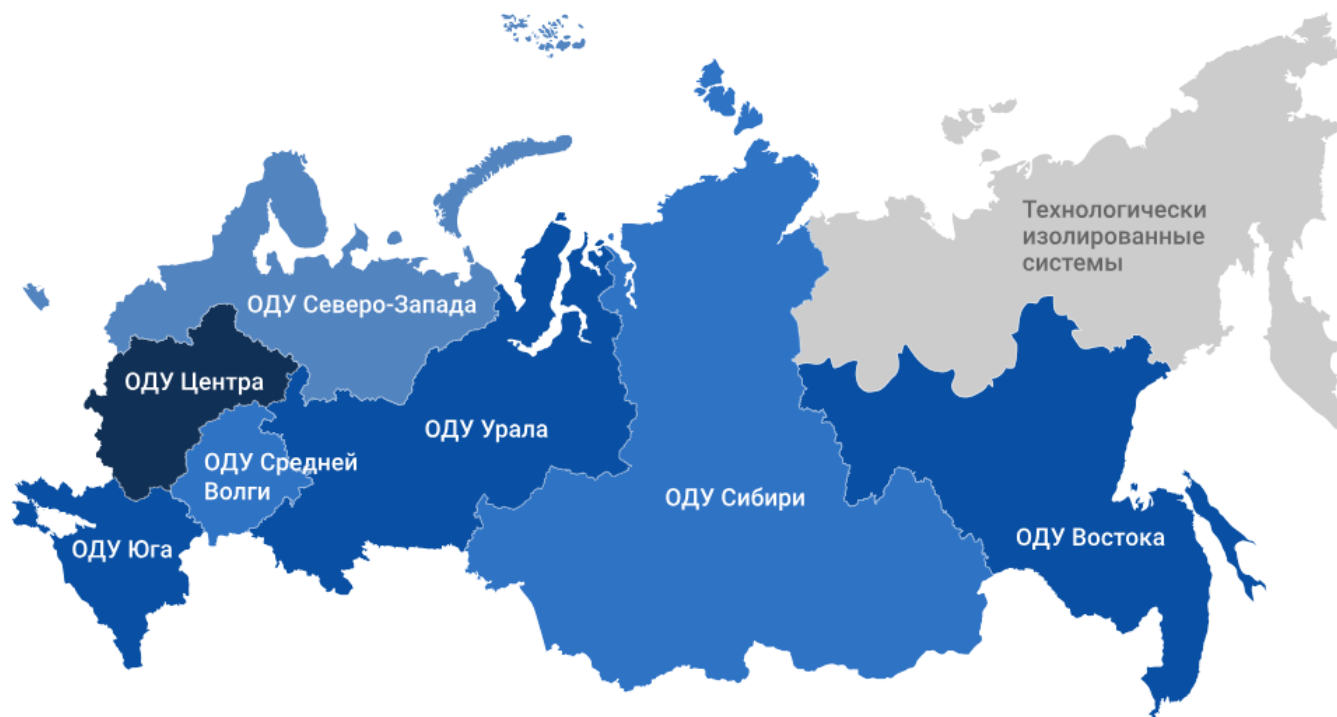 Технологически
изолированные
системы
ОДУ Северо-Запада
ОДУ Центра
ОДУ Урала
ОДУ Средней
Волги
ОДУ Сибири
ОДУ Юга
ОДУ Востока